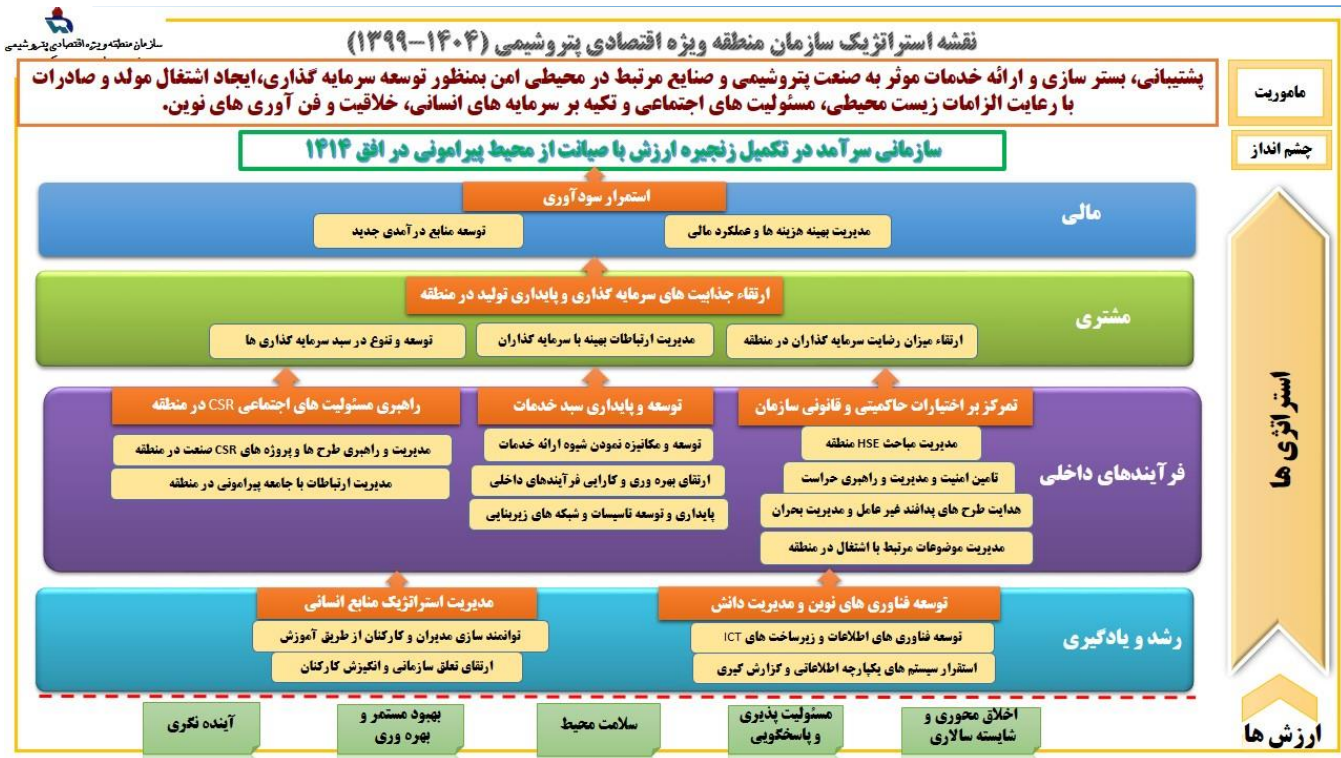 نقشه استراتژیک سازمان منطقه ویژه اقتصادی پتروشیمی (۱۴۰۴-۱۳۹۹)
سازمان منطقه ویژه اقتصادی پتروشیمی
ماموریت
پشتیبانی، بستر سازی و ارائه خدمات موثر به صنعت پتروشیمی و صنایع مرتبط در محیطی امن بمنظور توسعه سرمایه گذاری،ایجاد اشتغال مولد و صادرات
با رعایت الزامات زیست محیطی، مسئولیت های اجتماعی و تکیه بر سرمایه های انسانی، خلاقیت و فن آوری های نوین.
چشم انداز
سازمانی سرآمد در تکمیل زنجیره ارزش با صیانت از محیط پیرامونی در افق ۱۴۱۴
استراتژی ها
مالی
استمرار سودآوری
مدیریت بهینه هزینه ها و عملکرد مالی
توسعه منابع درآمدی جدید
مشتری
ارتقاء جذابیت های سرمایه گذاری و پایداری تولید در منطقه
ارتقاء میزان رضایت سرمایه گذاران در منطقه
مدیریت ارتباطات بهینه با سرمایه گذاران
توسعه و تنوع در سبد سرمایه گذاری ها
فرآیندهای داخلی
تمرکز بر اختیارات حاکمیتی و قانونی سازمان
مدیریت مباحث HSE منطقه
تامین امنیت و مدیریت و راهبری حراست
هدایت طرح های پدافند غیر عامل و مدیریت بحران
مدیریت موضوعات مرتبط با اشتغال در منطقه
توسعه و پایداری سبد خدمات
توسعه و مکانیزه نمودن شیوه ارائه خدمات
ارتقای بهره وری و کارایی فرآیندهای داخلی
پایداری و توسعه تاسیسات و شبکه های زیربنایی
راهبری مسئولیت های اجتماعی CSR در منطقه
مدیریت و راهبری طرح ها و پروژه های CSR صنعت در منطقه
مدیریت ارتباطات با جامعه پیرامونی در منطقه
رشد و یادگیری
توسعه فناوری های نوین و مدیریت دانش
توسعه فناوری های اطلاعات و زیرساخت های ICT
استقرار سیستم های یکپارچه اطلاعاتی و گزارش گیری
مدیریت استراتژیک منابع انسانی
توانمند سازی مدیران و کارکنان از طریق آموزش
ارتقای تعلق سازمانی و انگیزش کارکنان
ارزش ها
اخلاق محوری و
شایسته سالاری
مسئولیت پذیری
و پاسخگویی
سلامت محیط
بهبود مستمر و
بهره وری
آینده نگری